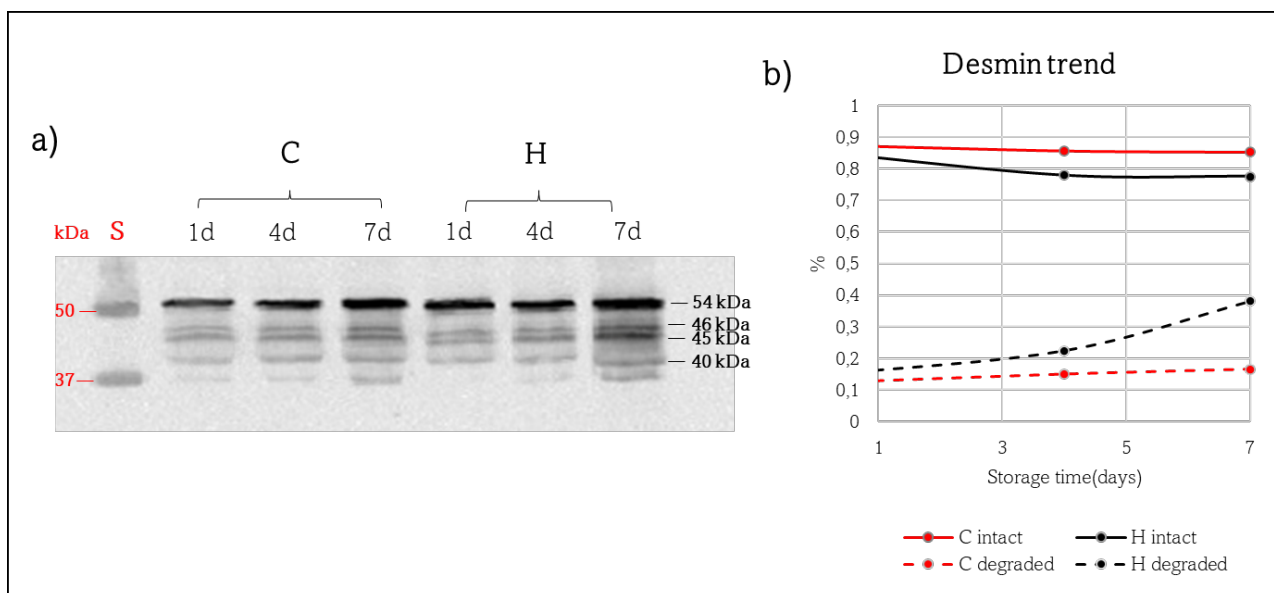 a)
C H
kDa S 1d 4d 7d 1d 4d 7d
50
37
54 kDa
46 kDa
45 kDa
40 kDa
b)
Desmin trend
1
0,9
0,8
0,7
0,6
0,5
0,4
0,3
0,2
0,1
0
%
1 3 5 7
Storage time(days)
C intact H intact
C degraded H degraded